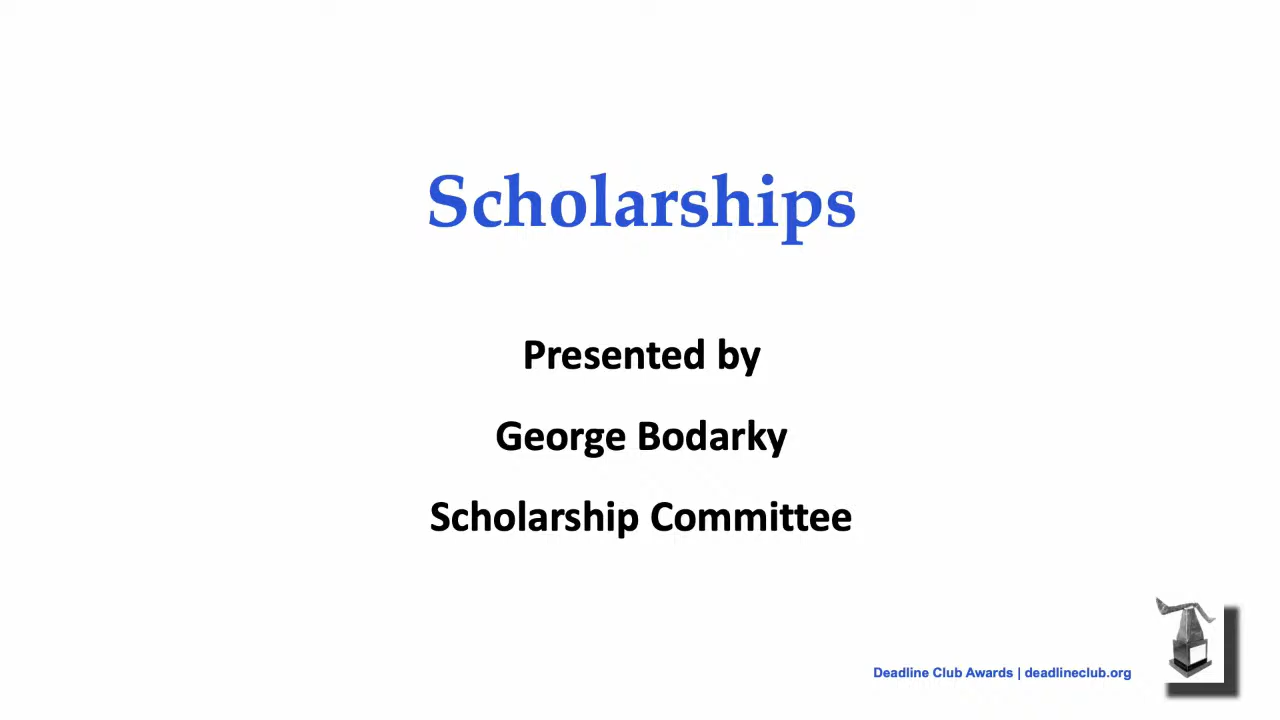 Scholarships
Presented by
George Bodarky
Scholarship Committee
Deadline Club Awards | deadlineclub.org